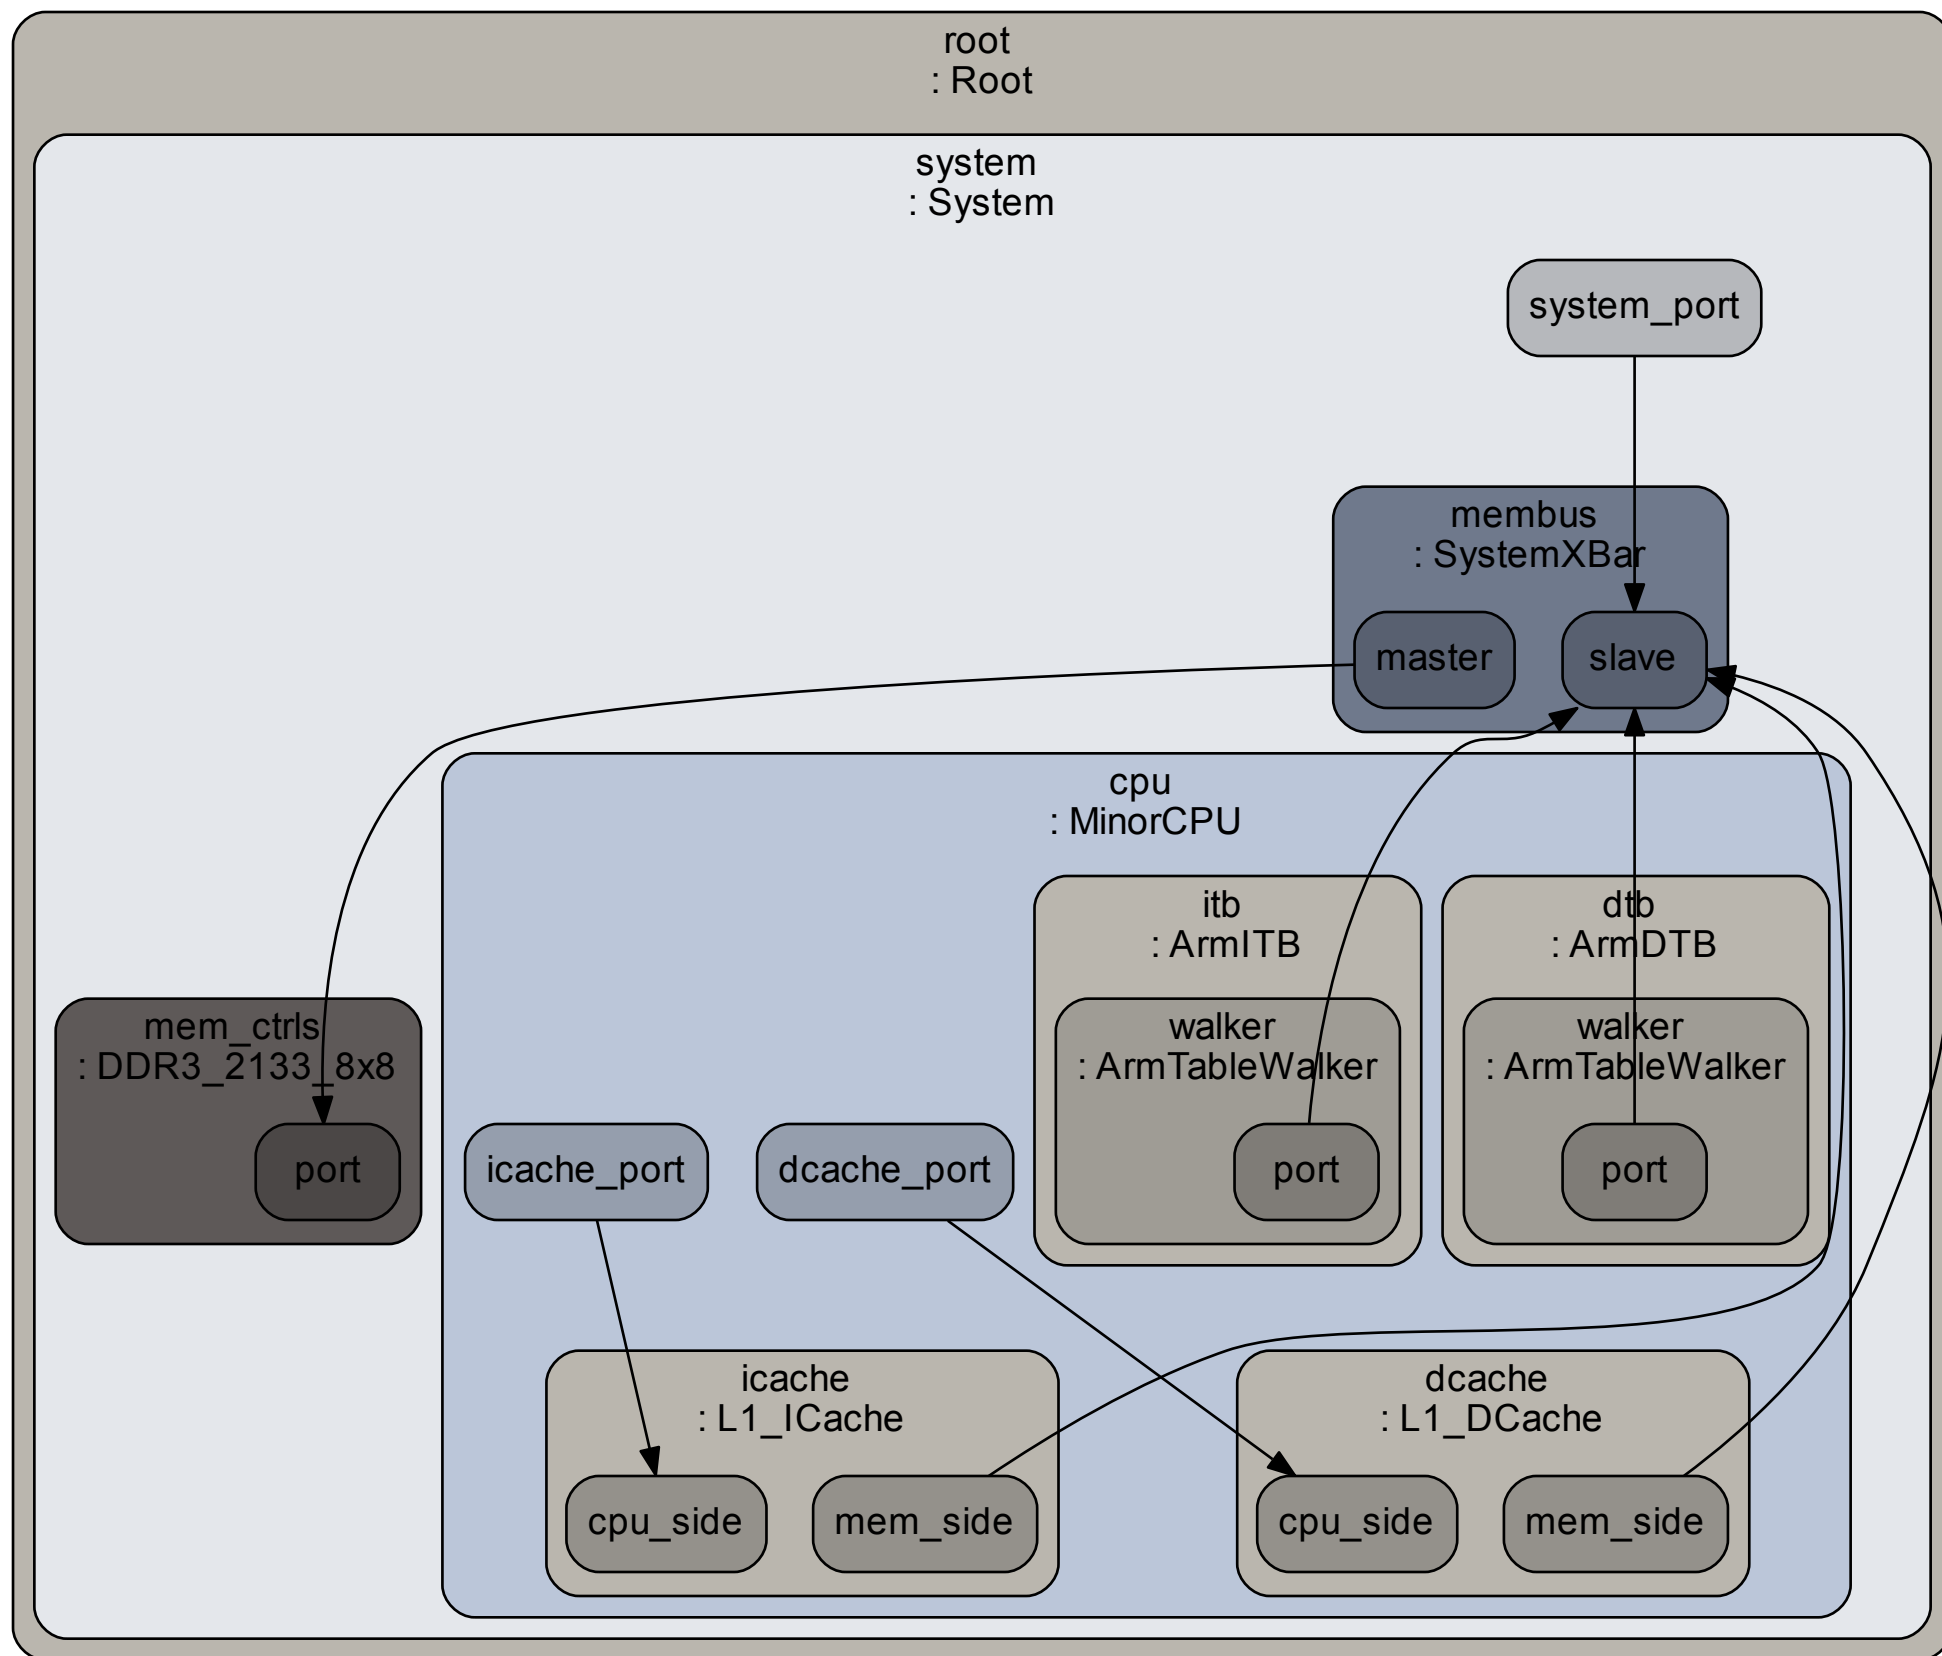 root
: Root
system
: System
system_port
membus
: SystemXBar
master
slave
cpu
: MinorCPU
itb
: ArmITB
dtb
: ArmDTB
mem_ctrls
: DDR3_2133_8x8
port
walker
: ArmTableWalker
port
walker
: ArmTableWalker
port
icache_port
dcache_port
icache
: L1_ICache
cpu_side
mem_side
dcache
: L1_DCache
cpu_side
mem_side